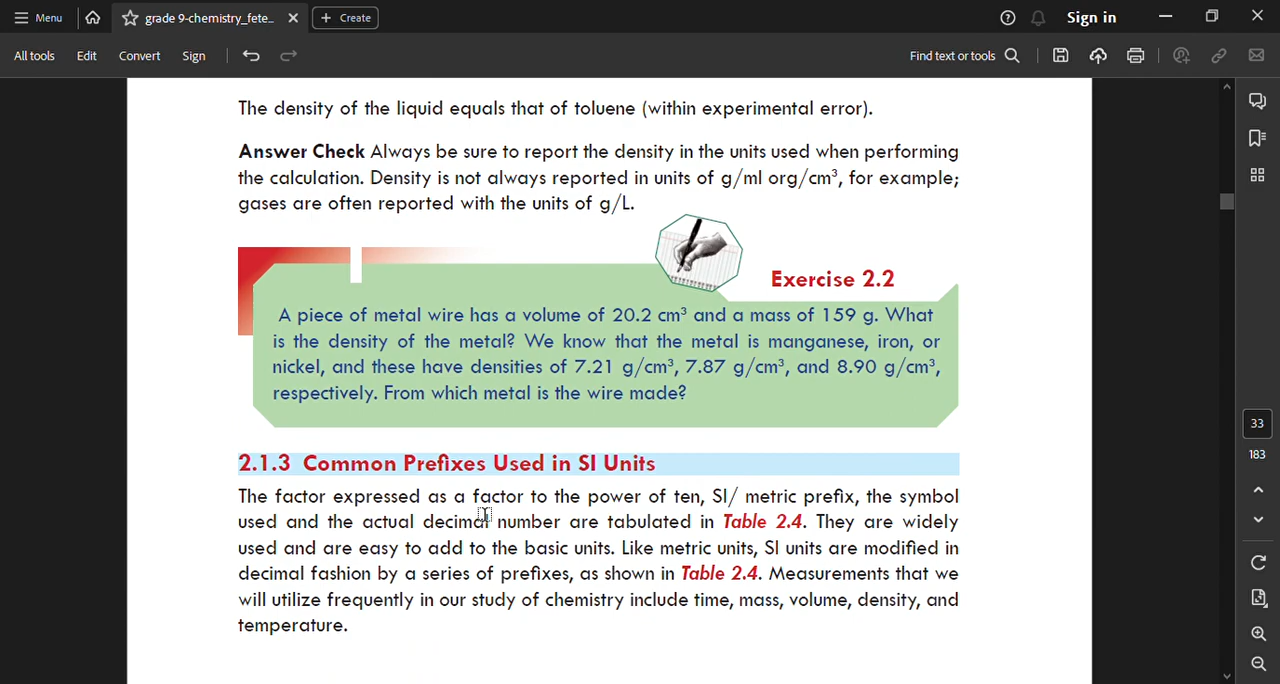 Menu
grade 9-chemistry_fete...
Create
Sign in
All tools
Edit
Convert
Sign
Find text or tools
The density of the liquid equals that of toluene (within experimental error).
Answer Check Always be sure to report the density in the units used when performing
the calculation. Density is not always reported in units of g/ml org/cm³, for example;
gases are often reported with the units of g/L.
Exercise 2.2
A piece of metal wire has a volume of 20.2 cm³ and a mass of 159 g. What
is the density of the metal? We know that the metal is manganese, iron, or
nickel, and these have densities of 7.21 g/cm³, 7.87 g/cm³, and 8.90 g/cm³,
respectively. From which metal is the wire made?
2.1.3 Common Prefixes Used in SI Units
The factor expressed as a factor to the power of ten, SI/ metric prefix, the symbol
used and the actual decimal number are tabulated in Table 2.4. They are widely
used and are easy to add to the basic units. Like metric units, SI units are modified in
decimal fashion by a series of prefixes, as shown in Table 2.4. Measurements that we
will utilize frequently in our study of chemistry include time, mass, volume, density, and
temperature.
33
183